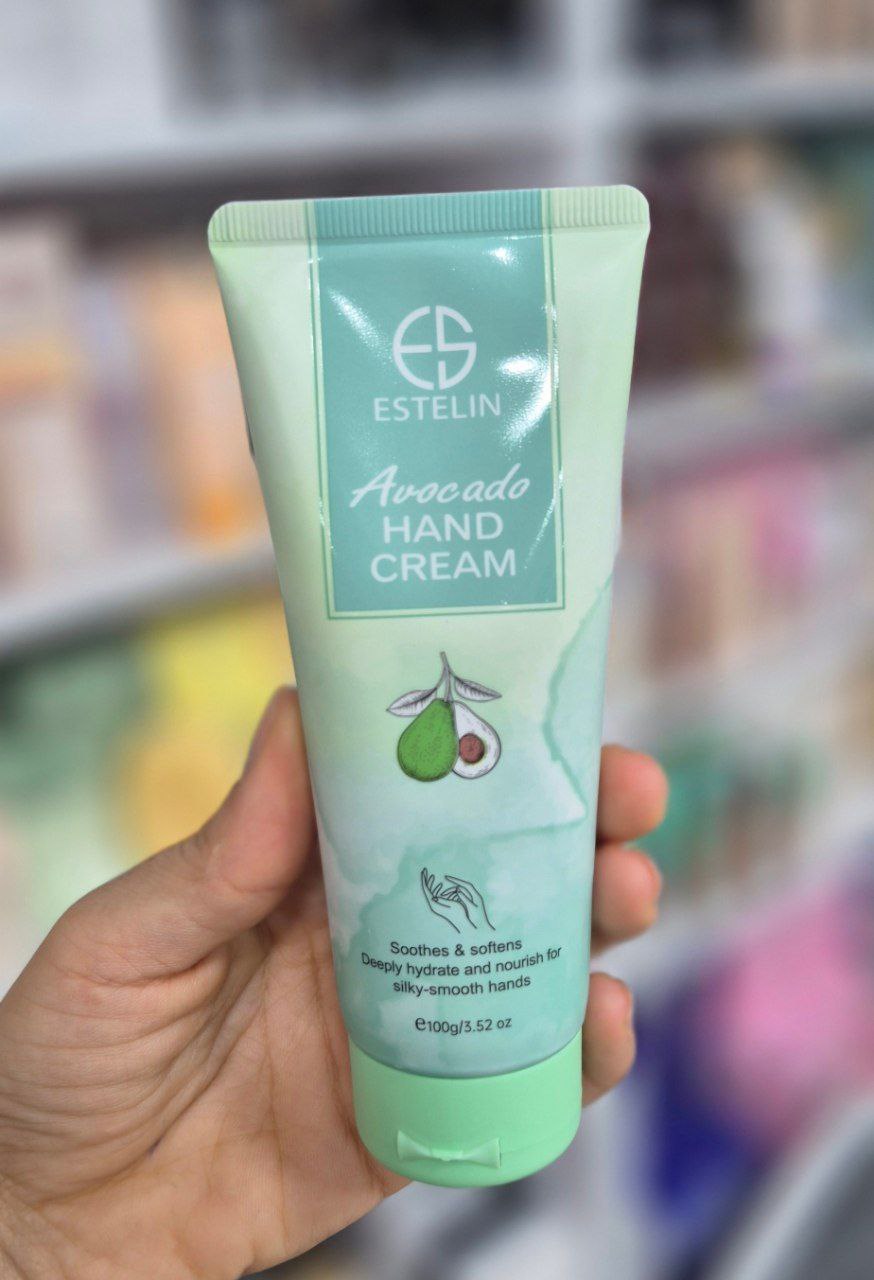 ES
ESTELIN
Avocado
HAND
CREAM
Soothes & softens
Deeply hydrate and nourish for
silky-smooth hands
℮100g/3.52 oz